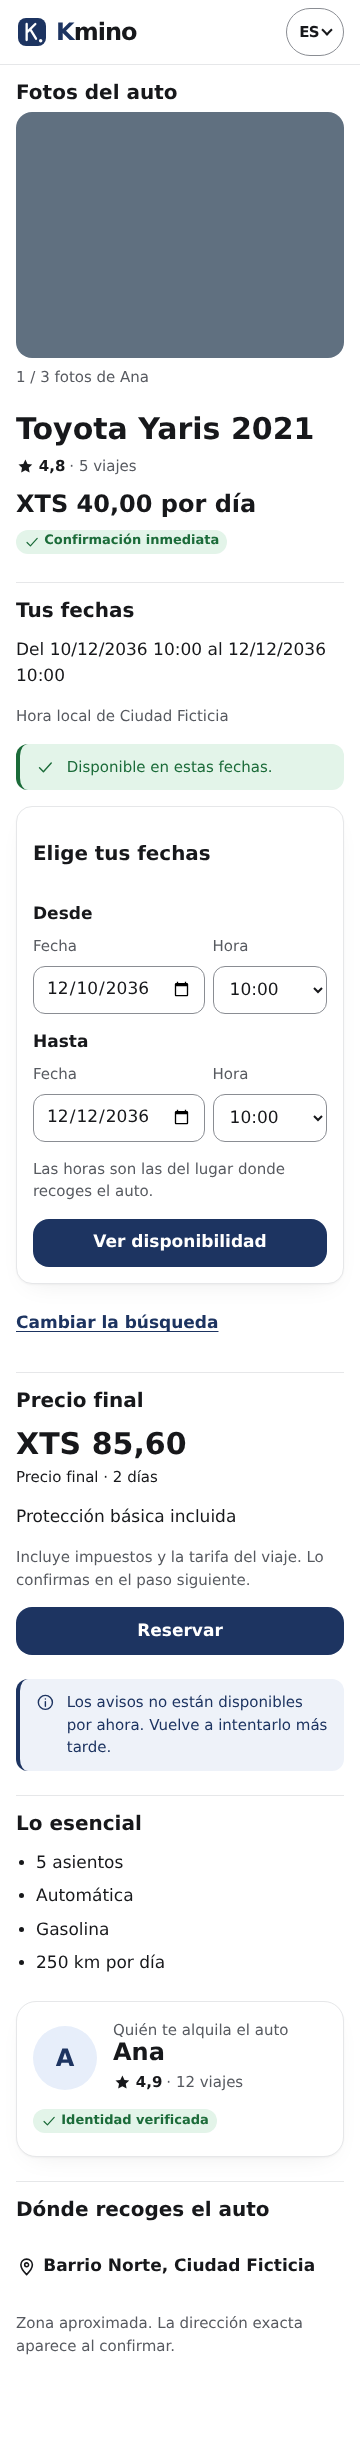 K. Kmino
ES
Fotos del auto
1 / 3 fotos de Ana
Toyota Yaris 2021
★ 4,8 · 5 viajes
XTS 40,00 por día
✓ Confirmación inmediata
Tus fechas
Del 10/12/2036 10:00 al 12/12/2036
10:00
Hora local de Ciudad Ficticia
✓ Disponible en estas fechas.
Elige tus fechas
Desde
Fecha Hora
12/10/2036 10:00
Hasta
Fecha Hora
12/12/2036 10:00
Las horas son las del lugar donde
recoges el auto.
Ver disponibilidad
Cambiar la búsqueda
Precio final
XTS 85,60
Precio final · 2 días
Protección básica incluida
Incluye impuestos y la tarifa del viaje. Lo
confirmas en el paso siguiente.
Reservar
Los avisos no están disponibles
por ahora. Vuelve a intentarlo más
tarde.
Lo esencial
• 5 asientos
• Automática
• Gasolina
• 250 km por día
A
Quién te alquila el auto
Ana
★ 4,9 · 12 viajes
✓ Identidad verificada
Dónde recoges el auto
Barrio Norte, Ciudad Ficticia
Zona aproximada. La dirección exacta
aparece al confirmar.